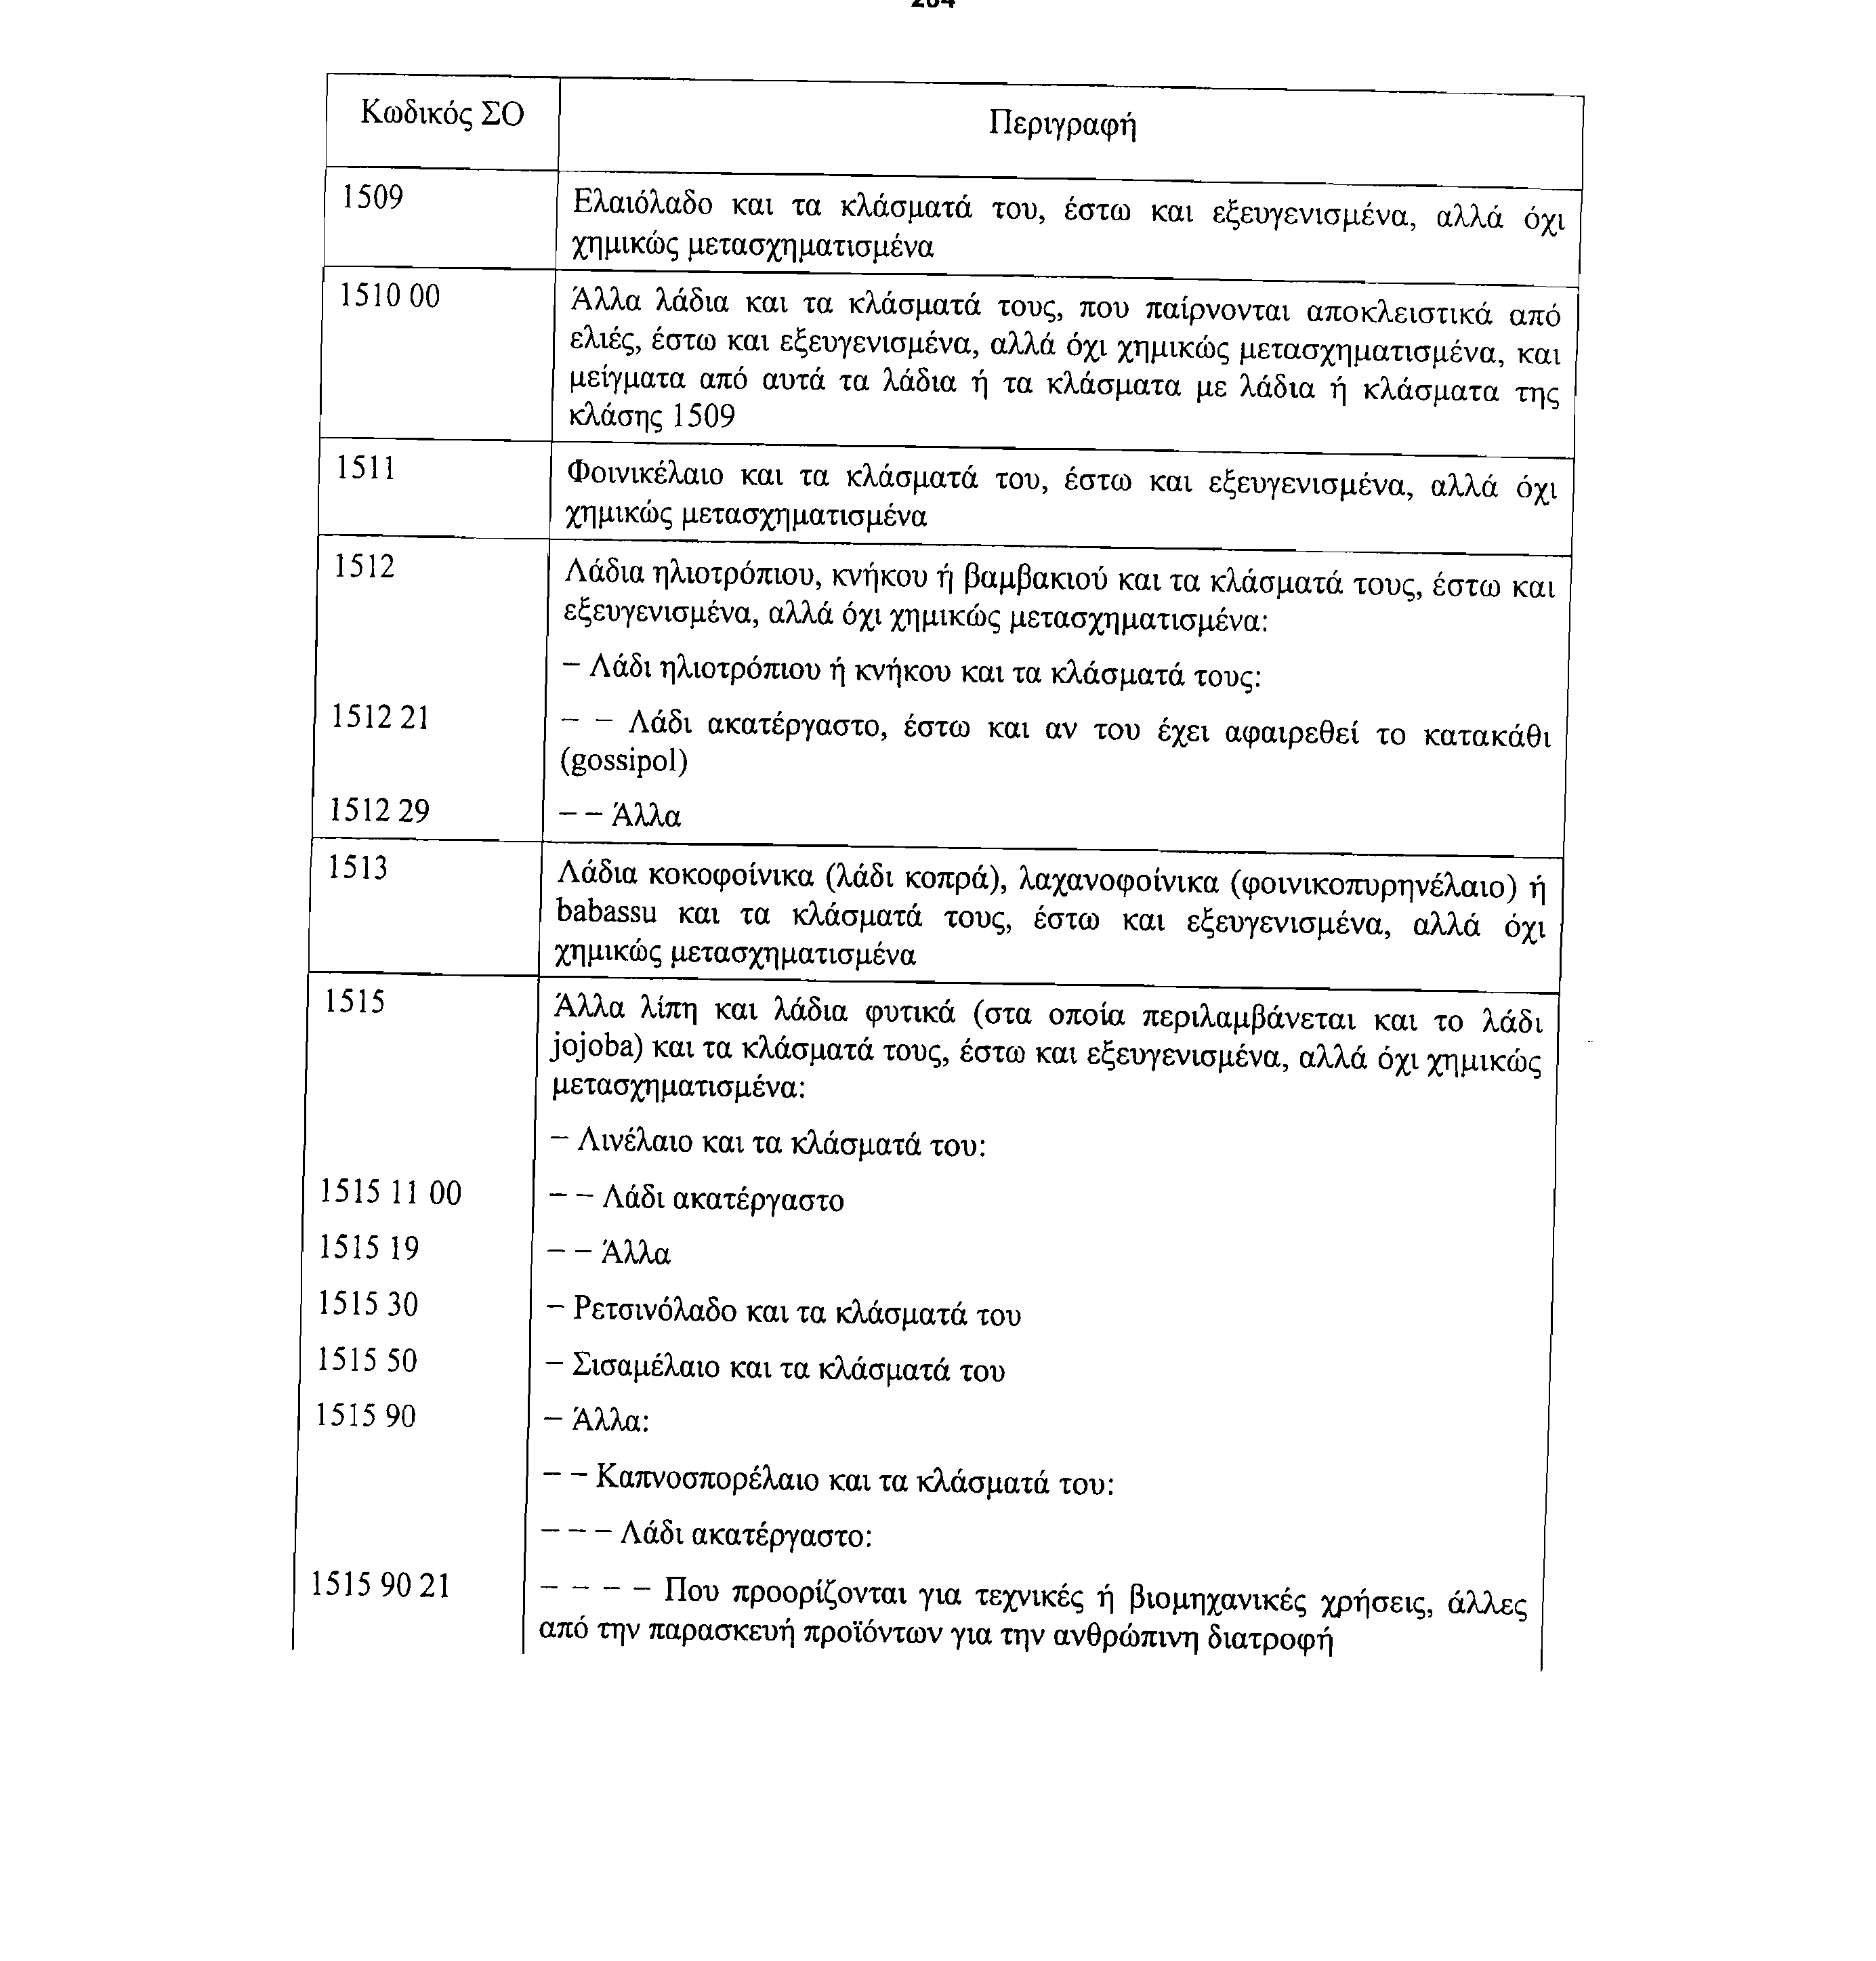 Κωδικός ΣΟ
Περιγραφή
1509
Ελαιόλαδο και τα κλάσματά του, έστω και εξευγενισμένα, αλλά όχι
χημικώς μετασχηματισμένα
1510 00
Άλλα λάδια και τα κλάσματά τους, που παίρνονται αποκλειστικά από
ελιές, έστω και εξευγενισμένα, αλλά όχι χημικώς μετασχηματισμένα, και
μείγματα από αυτά τα λάδια ή τα κλάσματα με λάδια ή κλάσματα της
κλάσης 1509
1511
Φοινικέλαιο και τα κλάσματά του, έστω και εξευγενισμένα, αλλά όχι
χημικώς μετασχηματισμένα
1512
Λάδια ηλιοτρόπιου, κνήκου ή βαμβακιού και τα κλάσματά τους, έστω και
εξευγενισμένα, αλλά όχι χημικώς μετασχηματισμένα:
– Λάδι ηλιοτρόπιου ή κνήκου και τα κλάσματά τους:
1512 21
– – Λάδι ακατέργαστο, έστω και αν του έχει αφαιρεθεί το κατακάθι
(gossipol)
1512 29
– – Άλλα
1513
Λάδια κοκοφοίνικα (λάδι κοπρά), λαχανοφοίνικα (φοινικοπυρηνέλαιο) ή
babassu και τα κλάσματά τους, έστω και εξευγενισμένα, αλλά όχι
χημικώς μετασχηματισμένα
1515
Άλλα λίπη και λάδια φυτικά (στα οποία περιλαμβάνεται και το λάδι
jojoba) και τα κλάσματά τους, έστω και εξευγενισμένα, αλλά όχι χημικώς
μετασχηματισμένα:
– Λινέλαιο και τα κλάσματά του:
1515 11 00
– – Λάδι ακατέργαστο
1515 19
– – Άλλα
1515 30
– Ρετσινόλαδο και τα κλάσματά του
1515 50
– Σισαμέλαιο και τα κλάσματά του
1515 90
– Άλλα:
– – Καπνοσπορέλαιο και τα κλάσματά του:
– – – Λάδι ακατέργαστο:
1515 90 21
– – – – Που προορίζονται για τεχνικές ή βιομηχανικές χρήσεις, άλλες
από την παρασκευή προϊόντων για την ανθρώπινη διατροφή